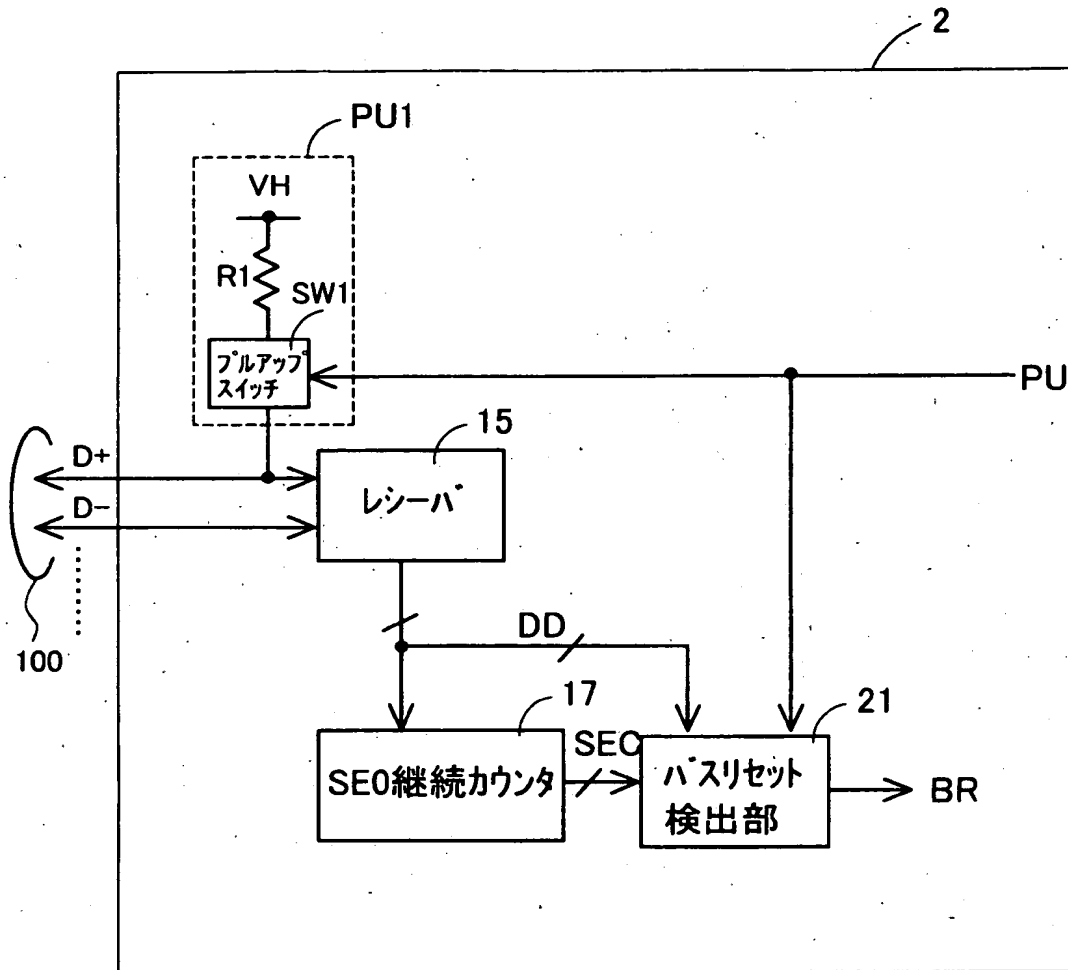 2
PU1
VH
R1
SW1
プルアップ
スイッチ
PU
15
D+
レシーバ
D-
100
DD
17
21
SEC
SE0継続カウンタ
バスリセット
検出部
BR